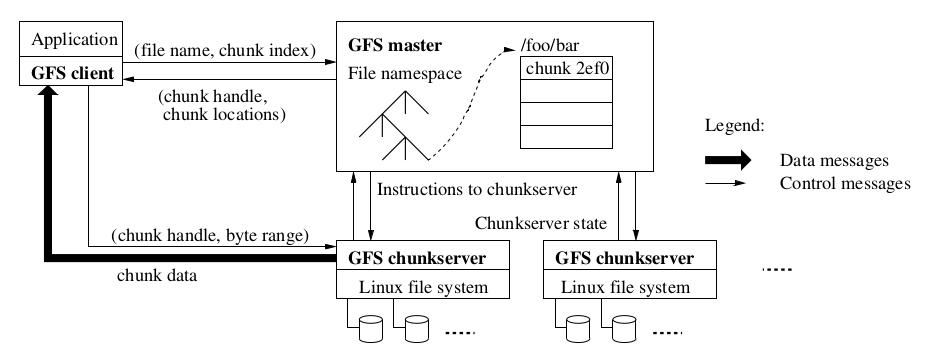 Application
GFS client
(file name, chunk index)
(chunk handle,
chunk locations)
GFS master
File namespace
/foo/bar
chunk 2ef0
Legend:
Data messages
Control messages
Instructions to chunkserver
Chunkserver state
(chunk handle, byte range)
chunk data
GFS chunkserver
Linux file system
GFS chunkserver
Linux file system